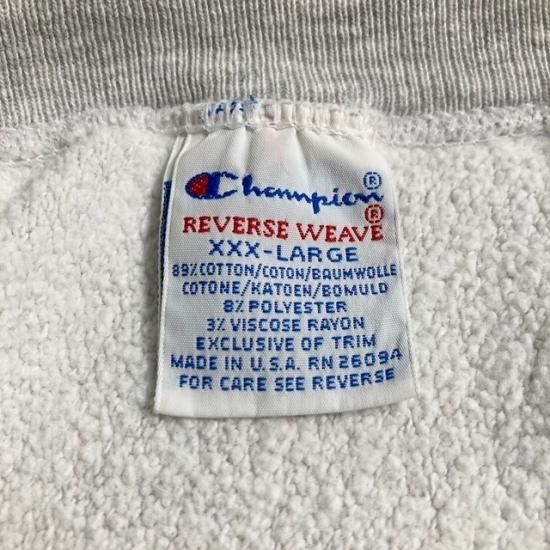 Champion®
REVERSE WEAVE®
XXX-LARGE
89% COTTON/COTON/BAUMWOLLE
COTONE/KATOEN/BOMULD
8% POLYESTER
3% VISCOSE RAYON
EXCLUSIVE OF TRIM
MADE IN U.S.A. RN 26094
FOR CARE SEE REVERSE